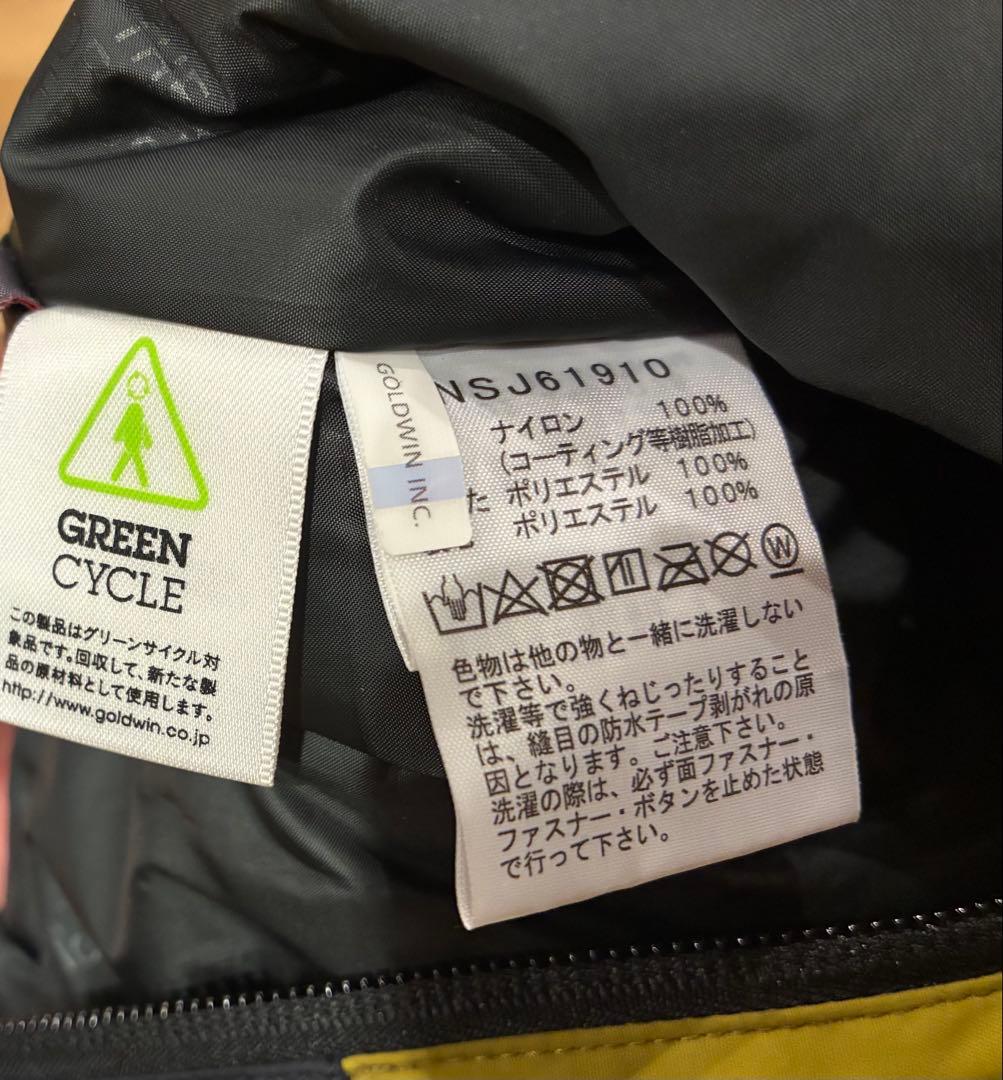 GREEN
CYCLE
この製品はグリーンサイクル対
象品です。回収して、新たな製
品の原材料として使用します。
http://www.goldwin.co.jp
GOLDWIN INC.
NSJ61910
ナイロン 100%
(コーティング等樹脂加工)
た ポリエステル 100%
ポリエステル 100%
W
色物は他の物と一緒に洗濯しない
で下さい。
洗濯等で強くねじったりすること
は、縫目の防水テープ剥がれの原
因となります。ご注意下さい。
洗濯の際は、必ず面ファスナー・
ファスナー・ボタンを止めた状態
で行って下さい。